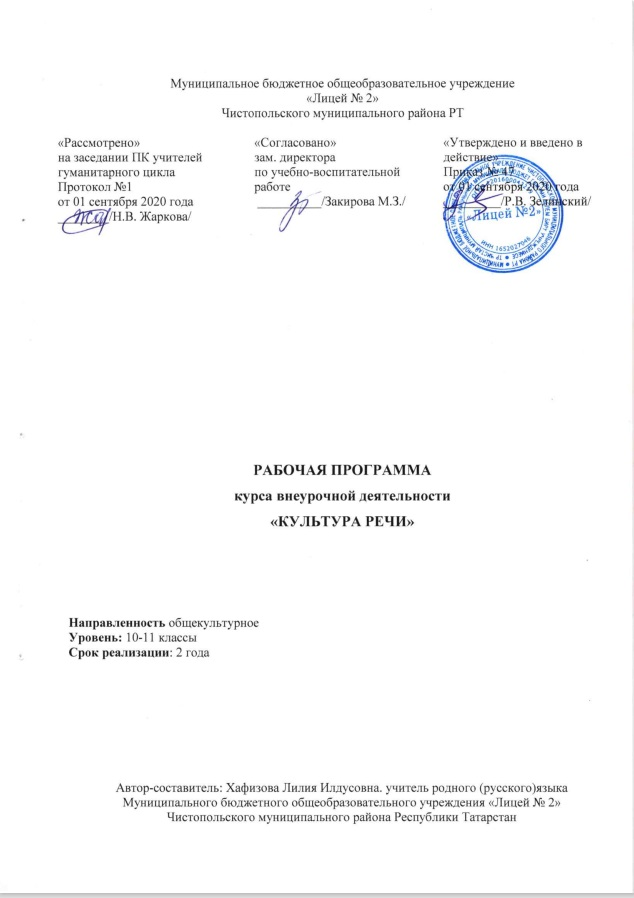 Муниципальное бюджетное общеобразовательное учреждение
«Лицей № 2»
Чистопольского муниципального района РТ
«Рассмотрено»
на заседании ПК учителей
гуманитарного цикла
Протокол №1
от 01 сентября 2020 года
/Н.В. Жаркова/
«Согласовано»
зам. директора
по учебно-воспитательной
работе
__________/Закирова М.З./
«Утверждено и введено в
действие»
Приказ №
от 01 сентября 2020 года
/Р.В. Зелинский/
«Лицей №2»
ИНН 1652027046
РАБОЧАЯ ПРОГРАММА
курса внеурочной деятельности
«КУЛЬТУРА РЕЧИ»
Направленность общекультурное
Уровень: 10-11 классы
Срок реализации: 2 года
Автор-составитель: Хафизова Лилия Илдусовна. учитель родного (русского)языка
Муниципального бюджетного общеобразовательного учреждения «Лицей № 2»
Чистопольского муниципального района Республики Татарстан